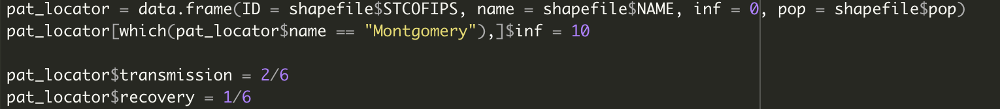 pat_locator = data.frame(ID = shapefile$STCOFIPS, name = shapefile$NAME, inf = 0, pop = shapefile$pop)
pat_locator[which(pat_locator$name == "Montgomery"),]$inf = 10
pat_locator$transmission = 2/6
pat_locator$recovery = 1/6